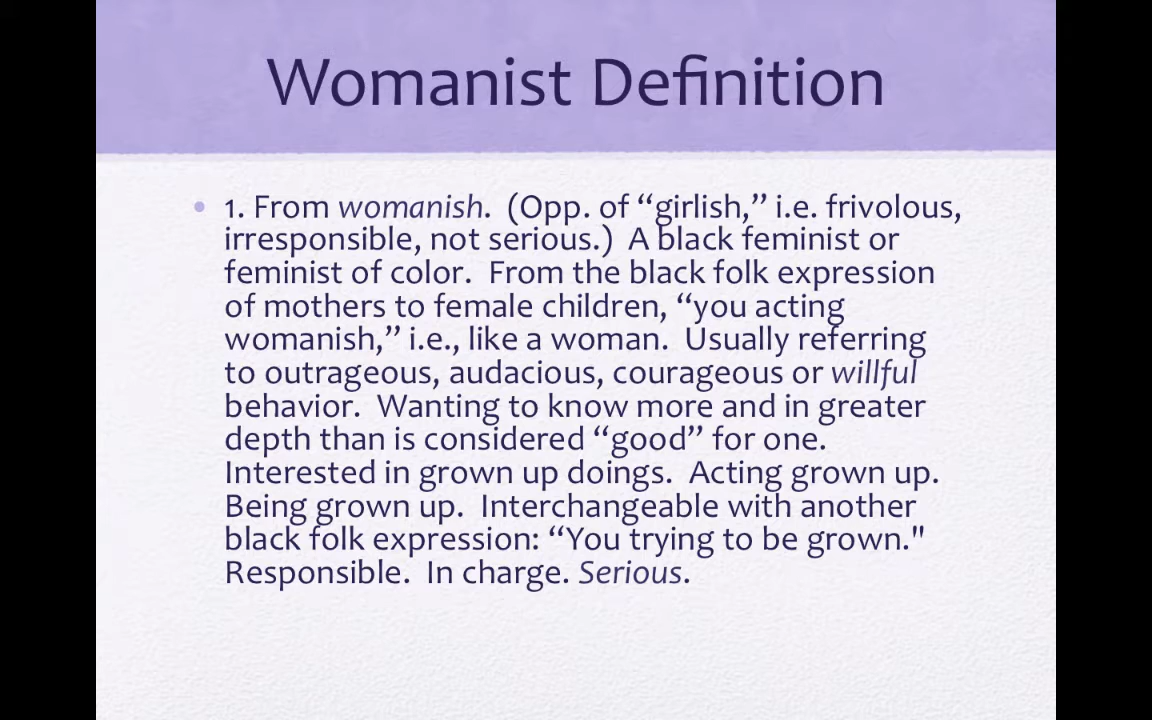 Womanist Definition
• 1. From womanish. (Opp. of “girlish,” i.e. frivolous,
irresponsible, not serious.) A black feminist or
feminist of color. From the black folk expression
of mothers to female children, “you acting
womanish,” i.e., like a woman. Usually referring
to outrageous, audacious, courageous or willful
behavior. Wanting to know more and in greater
depth than is considered “good” for one.
Interested in grown up doings. Acting grown up.
Being grown up. Interchangeable with another
black folk expression: “You trying to be grown."
Responsible. In charge. Serious.